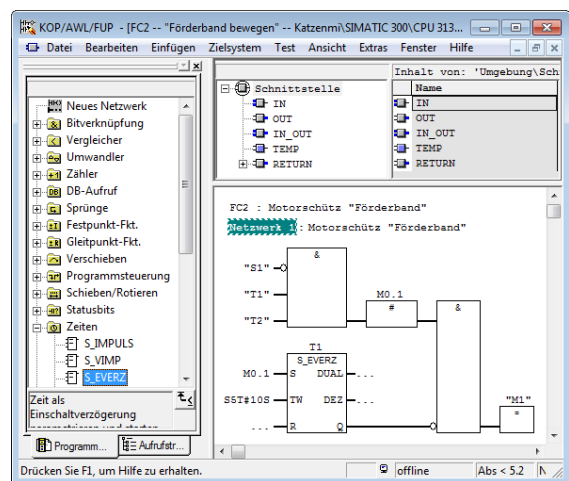 KOP/AWL/FUP - [FC2 -- "Förderband bewegen" -- Katzenmi\SIMATIC 300\CPU 313...
Datei Bearbeiten Einfügen Zielsystem Test Ansicht Extras Fenster Hilfe
Neues Netzwerk
Bitverknüpfung
Vergleicher
Umwandler
Zähler
DB-Aufruf
Sprünge
Festpunkt-Fkt.
Gleitpunkt-Fkt.
Verschieben
Programmsteuerung
Schieben/Rotieren
Statusbits
Zeiten
S_IMPULS
S_VIMP
S_EVERZ
Zeit als
Einschaltverzögerung
Programm...
Aufrufstr...
Schnittstelle
IN
OUT
IN_OUT
TEMP
RETURN
Inhalt von: 'Umgebung\Sch
Name
IN
OUT
IN_OUT
TEMP
RETURN
FC2 : Motorschütz "Förderband"
Netzwerk 1: Motorschütz "Förderband"
&
"S1"
"T1" M0.1
# &
"T2"
T1
S_EVERZ
M0.1 S DUAL ...
S5T#10S TW DEZ ... "M1"
=
... R Q
Drücken Sie F1, um Hilfe zu erhalten. offline Abs < 5.2